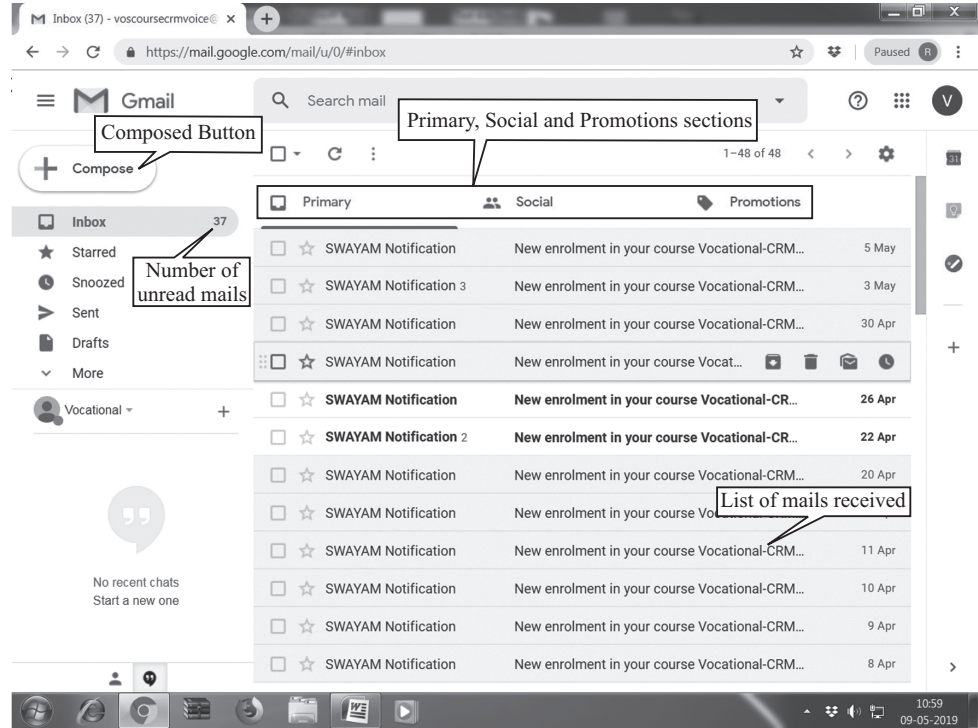 Inbox (37) - voscoursecrmvoice@
https://mail.google.com/mail/u/0/#inbox
Paused R
Gmail
Search mail
V
Composed Button
Primary, Social and Promotions sections
Compose
1–48 of 48
31
Primary Social Promotions
Inbox 37
Starred
Snoozed
Sent
Drafts
More
Number of
unread mails
Vocational
No recent chats
Start a new one
SWAYAM Notification New enrolment in your course Vocational-CRM... 5 May
SWAYAM Notification 3 New enrolment in your course Vocational-CRM... 3 May
SWAYAM Notification New enrolment in your course Vocational-CRM... 30 Apr
SWAYAM Notification New enrolment in your course Vocat...
SWAYAM Notification New enrolment in your course Vocational-CR... 26 Apr
SWAYAM Notification 2 New enrolment in your course Vocational-CR... 22 Apr
SWAYAM Notification New enrolment in your course Vocational-CRM... 20 Apr
List of mails received
SWAYAM Notification New enrolment in your course
SWAYAM Notification New enrolment in your course Vocational-CRM... 11 Apr
SWAYAM Notification New enrolment in your course Vocational-CRM... 10 Apr
SWAYAM Notification New enrolment in your course Vocational-CRM... 9 Apr
SWAYAM Notification New enrolment in your course Vocational-CRM... 8 Apr
10:59
09-05-2019